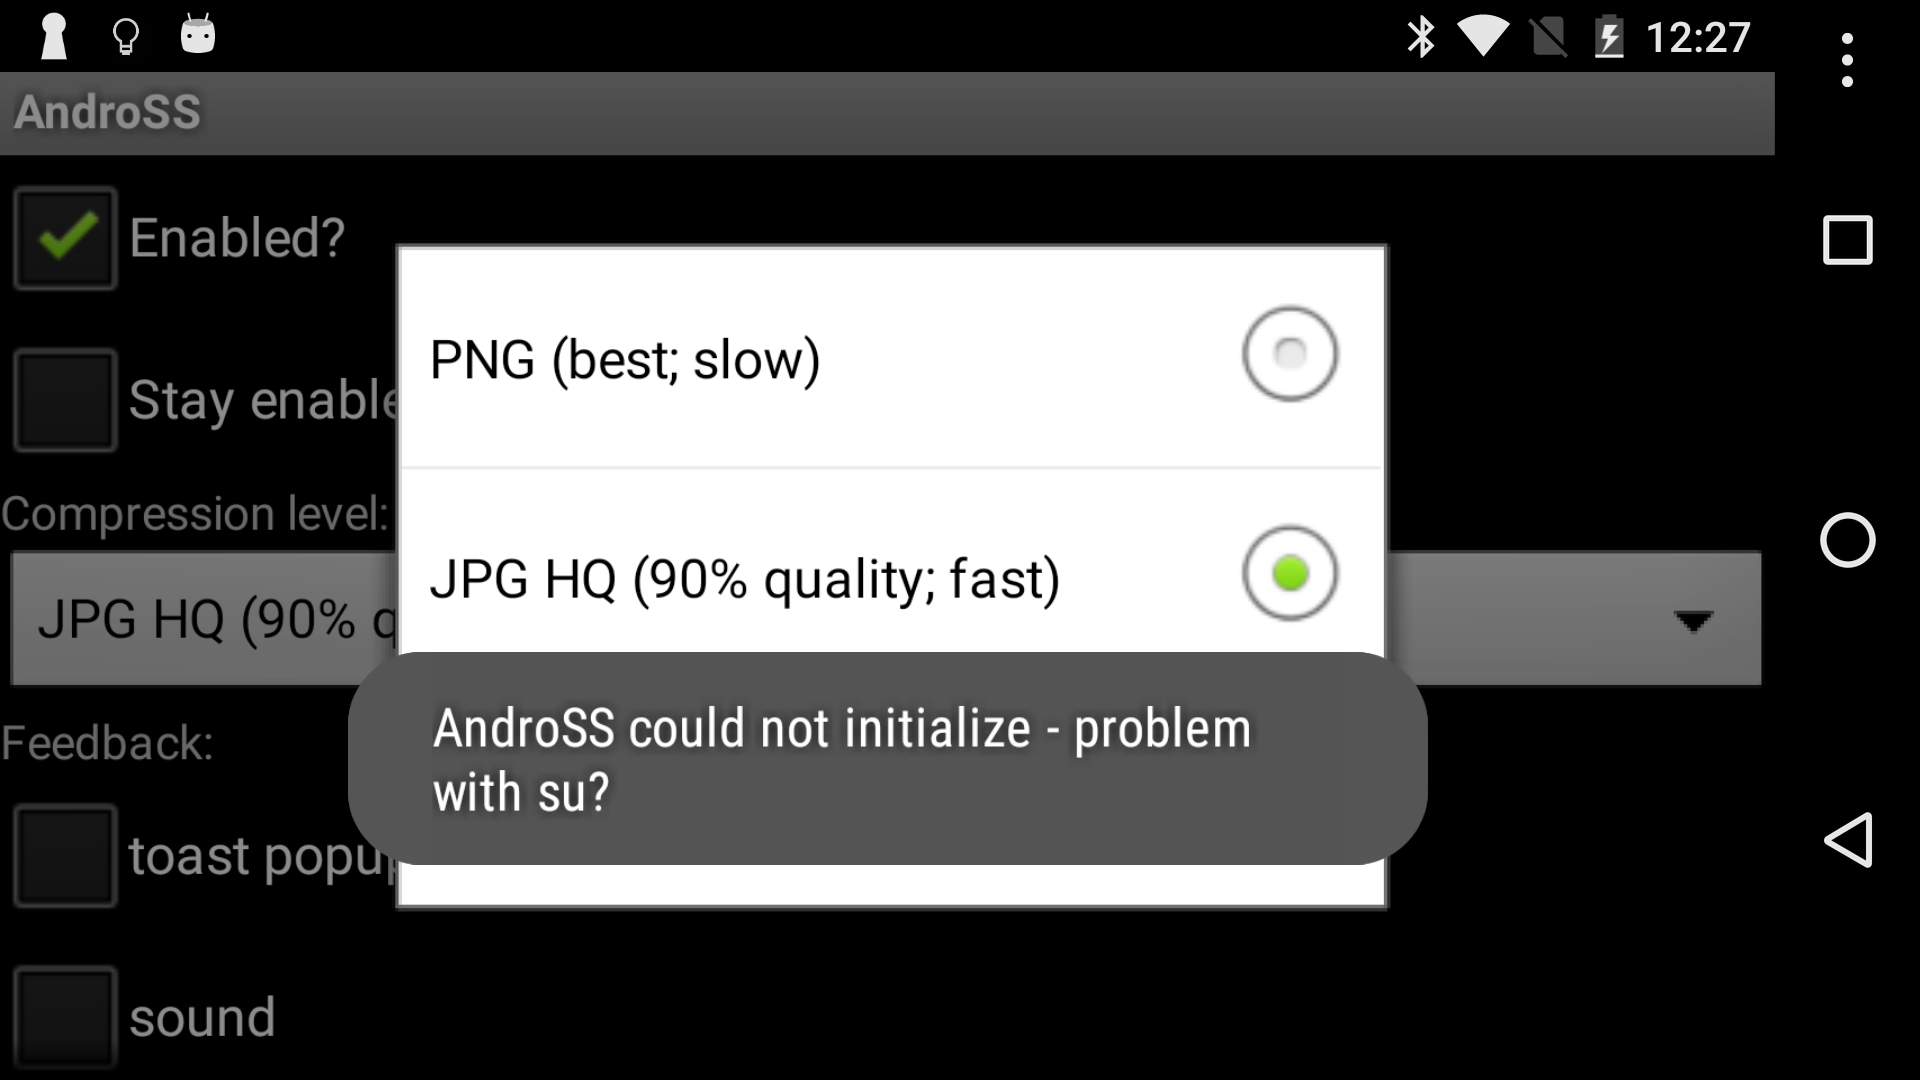 12:27
AndroSS
Enabled?
Stay enable
PNG (best; slow)
Compression level:
JPG HQ (90% quality; fast)
JPG HQ (90% q
AndroSS could not initialize - problem
with su?
Feedback:
toast popup
sound